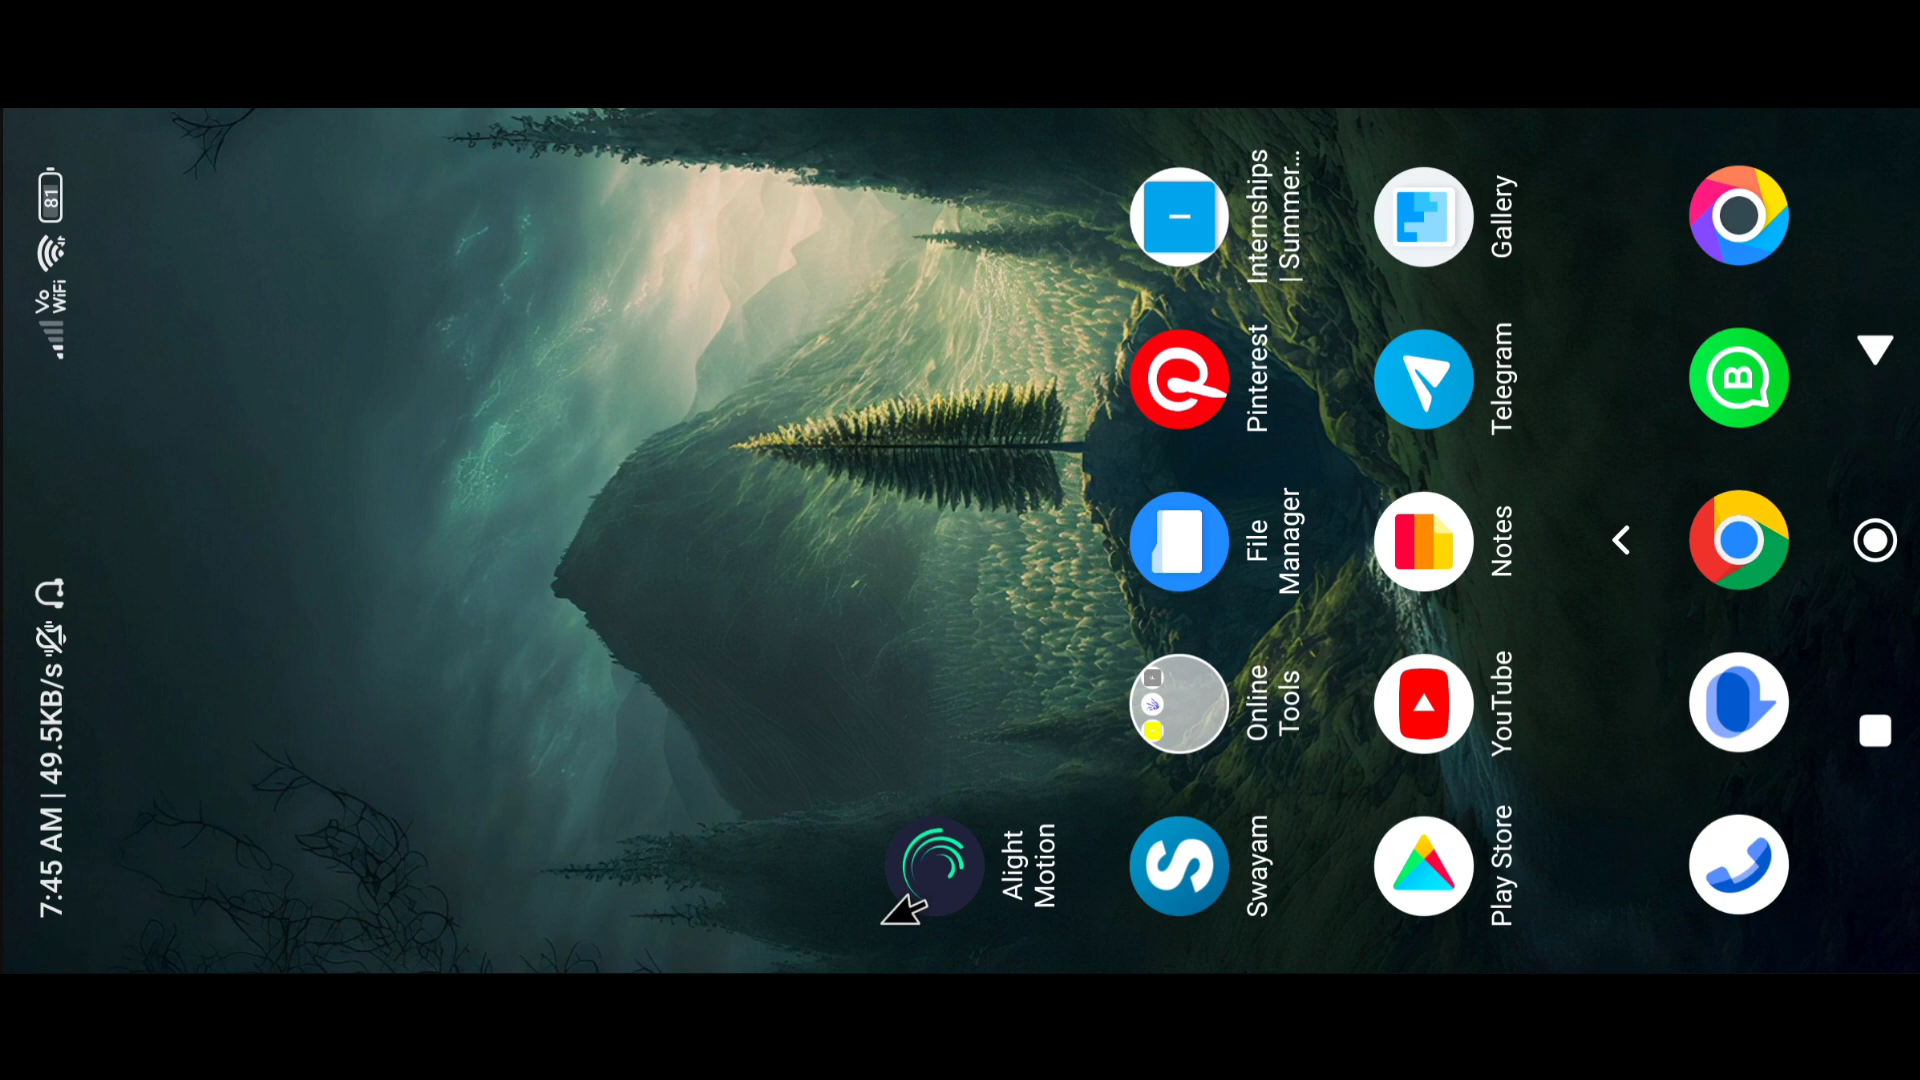 7:45 AM | 49.5KB/s
Vo
WiFi
81
Alight
Motion
Swayam
Online
Tools
File
Manager
Pinterest
Internships
| Summer...
Play Store
YouTube
Notes
Telegram
Gallery